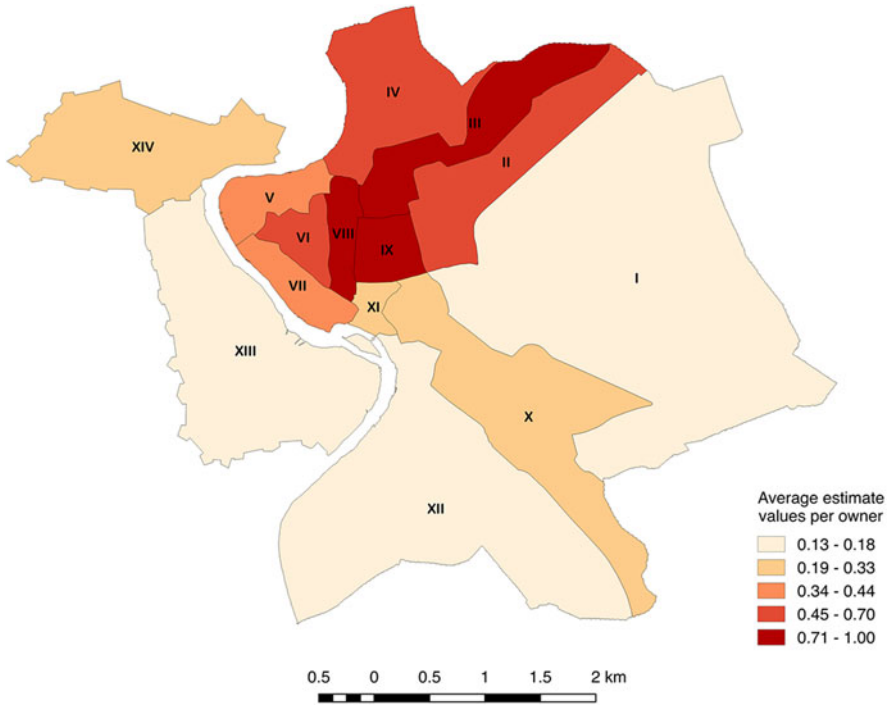 IV
III
XIV
II
V
VI
VIII
IX
I
VII
XI
XIII
X
XII
Average estimate
values per owner
0.13 - 0.18
0.19 - 0.33
0.34 - 0.44
0.45 - 0.70
0.71 - 1.00
0.5 0 0.5 1 1.5 2 km